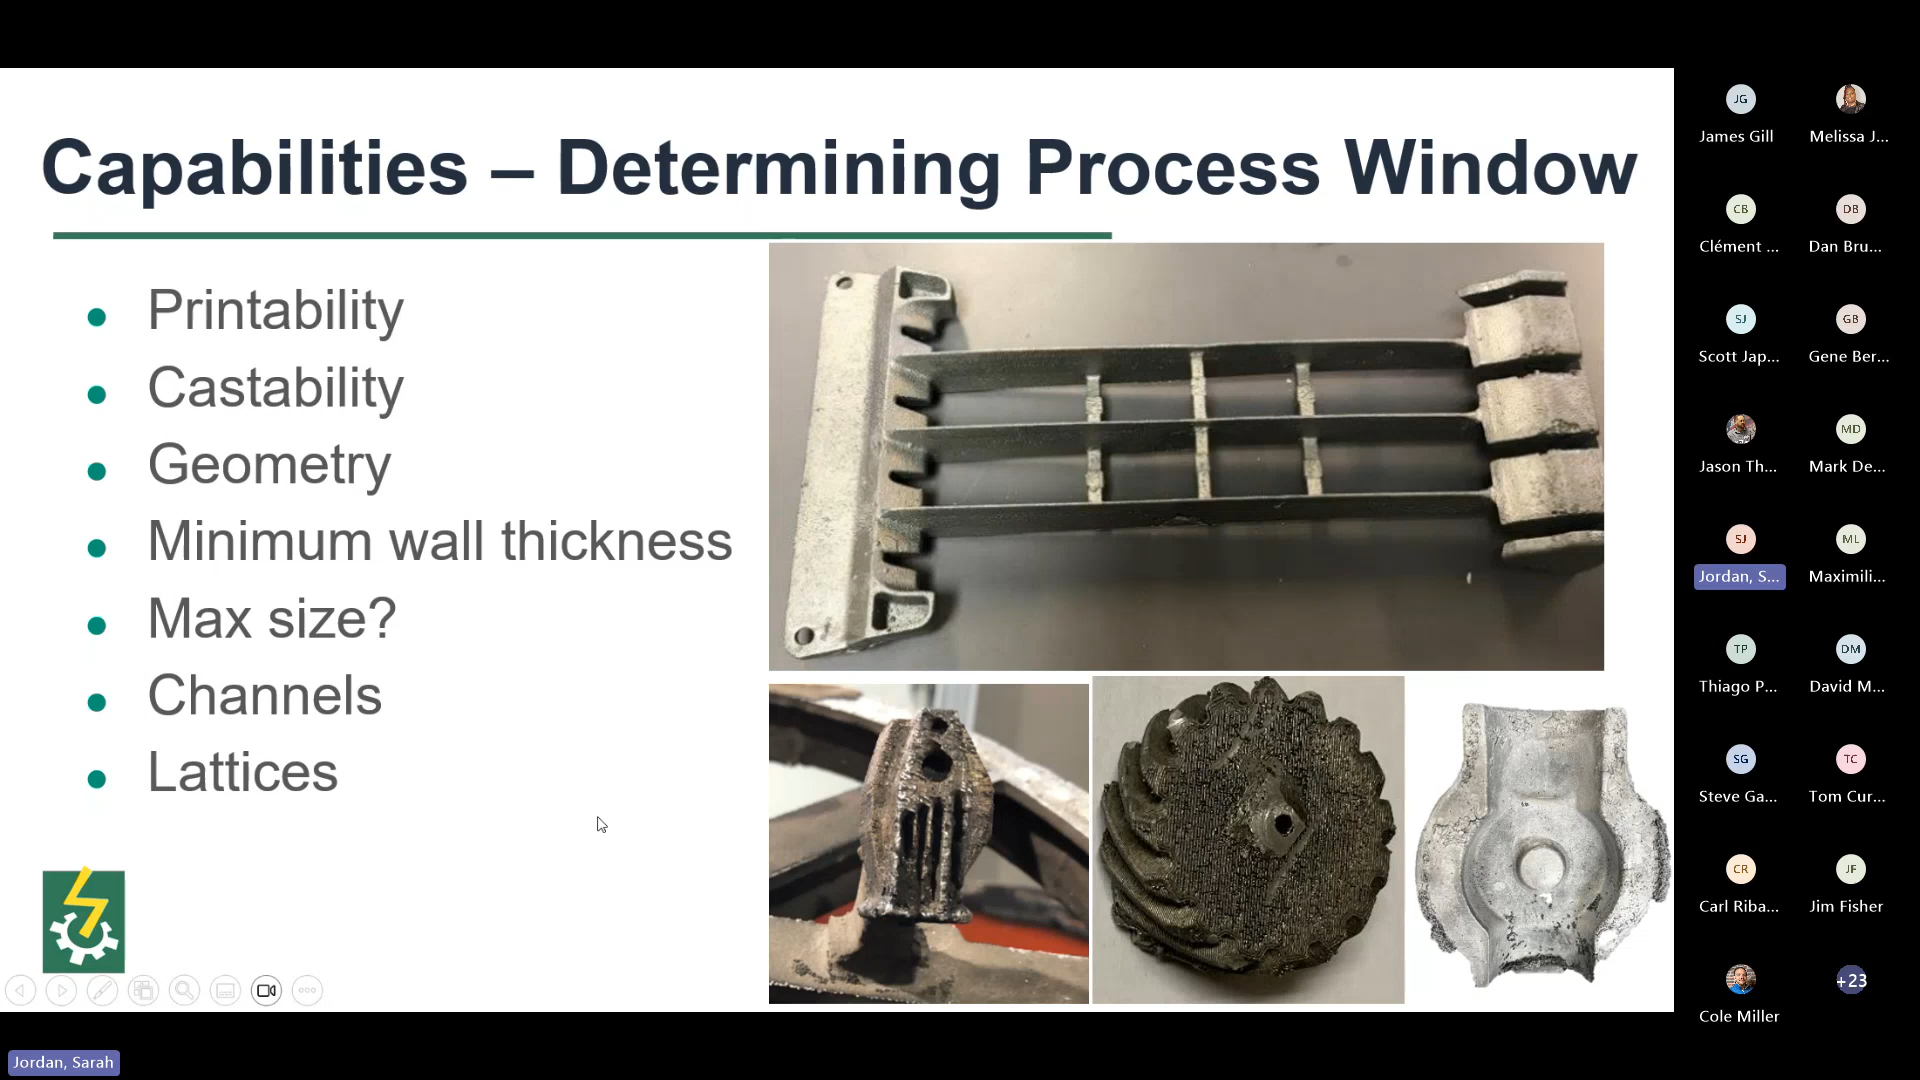 Capabilities – Determining Process Window
Printability
Castability
Geometry
Minimum wall thickness
Max size?
Channels
Lattices
JG
James Gill
Melissa J...
CB
Clément ...
DB
Dan Bru...
SJ
Scott Jap...
GB
Gene Ber...
Jason Th...
MD
Mark De...
SJ
Jordan, S...
ML
Maximili...
TP
Thiago P...
DM
David M...
SG
Steve Ga...
TC
Tom Cur...
CR
Carl Riba...
JF
Jim Fisher
Cole Miller
+23
Jordan, Sarah